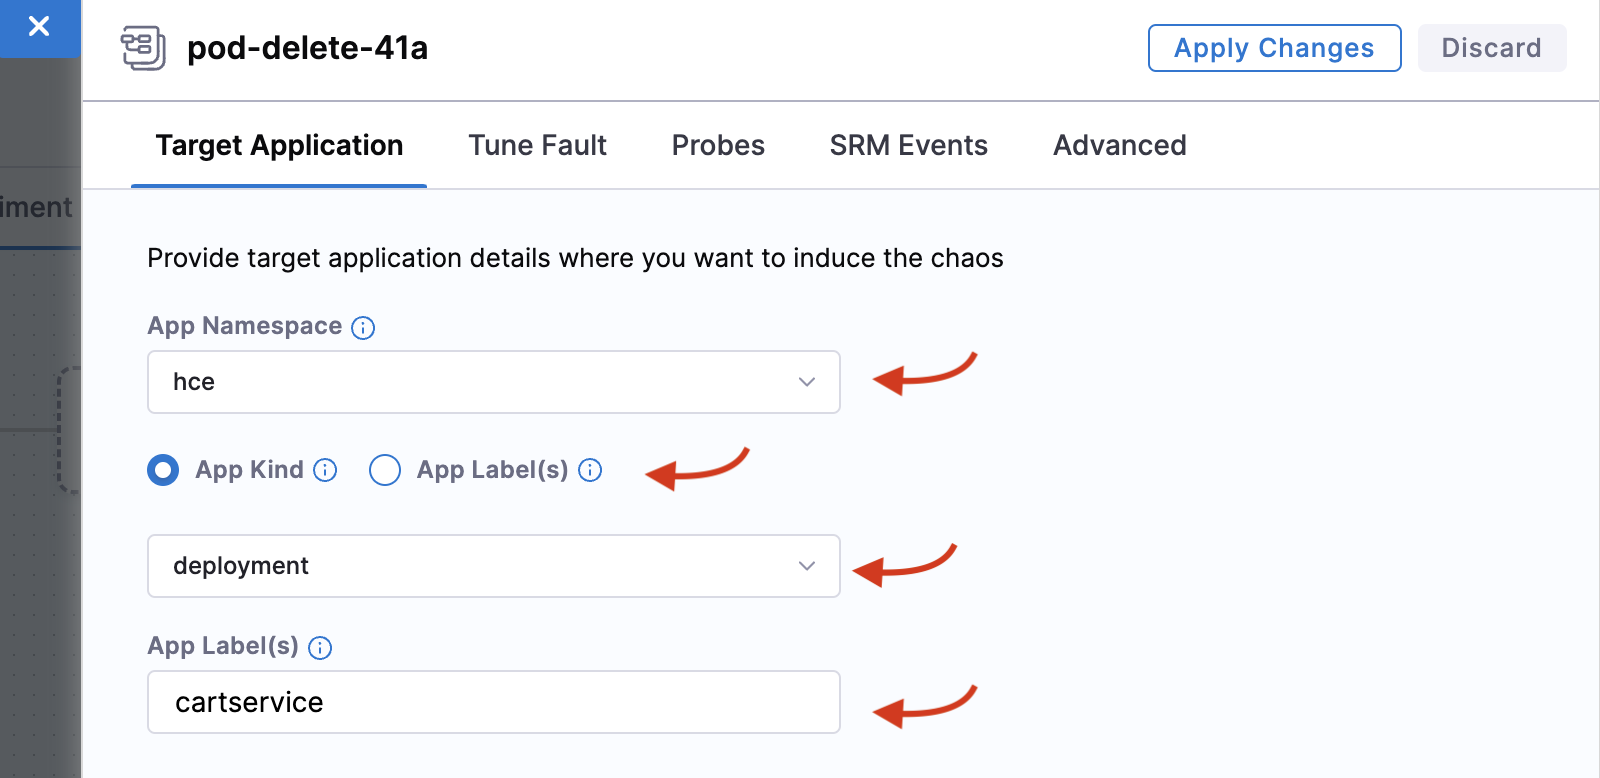 pod-delete-41a
Apply Changes
Discard
Target Application
Tune Fault
Probes
SRM Events
Advanced
iment
Provide target application details where you want to induce the chaos
App Namespace
hce
App Kind
App Label(s)
deployment
App Label(s)
cartservice